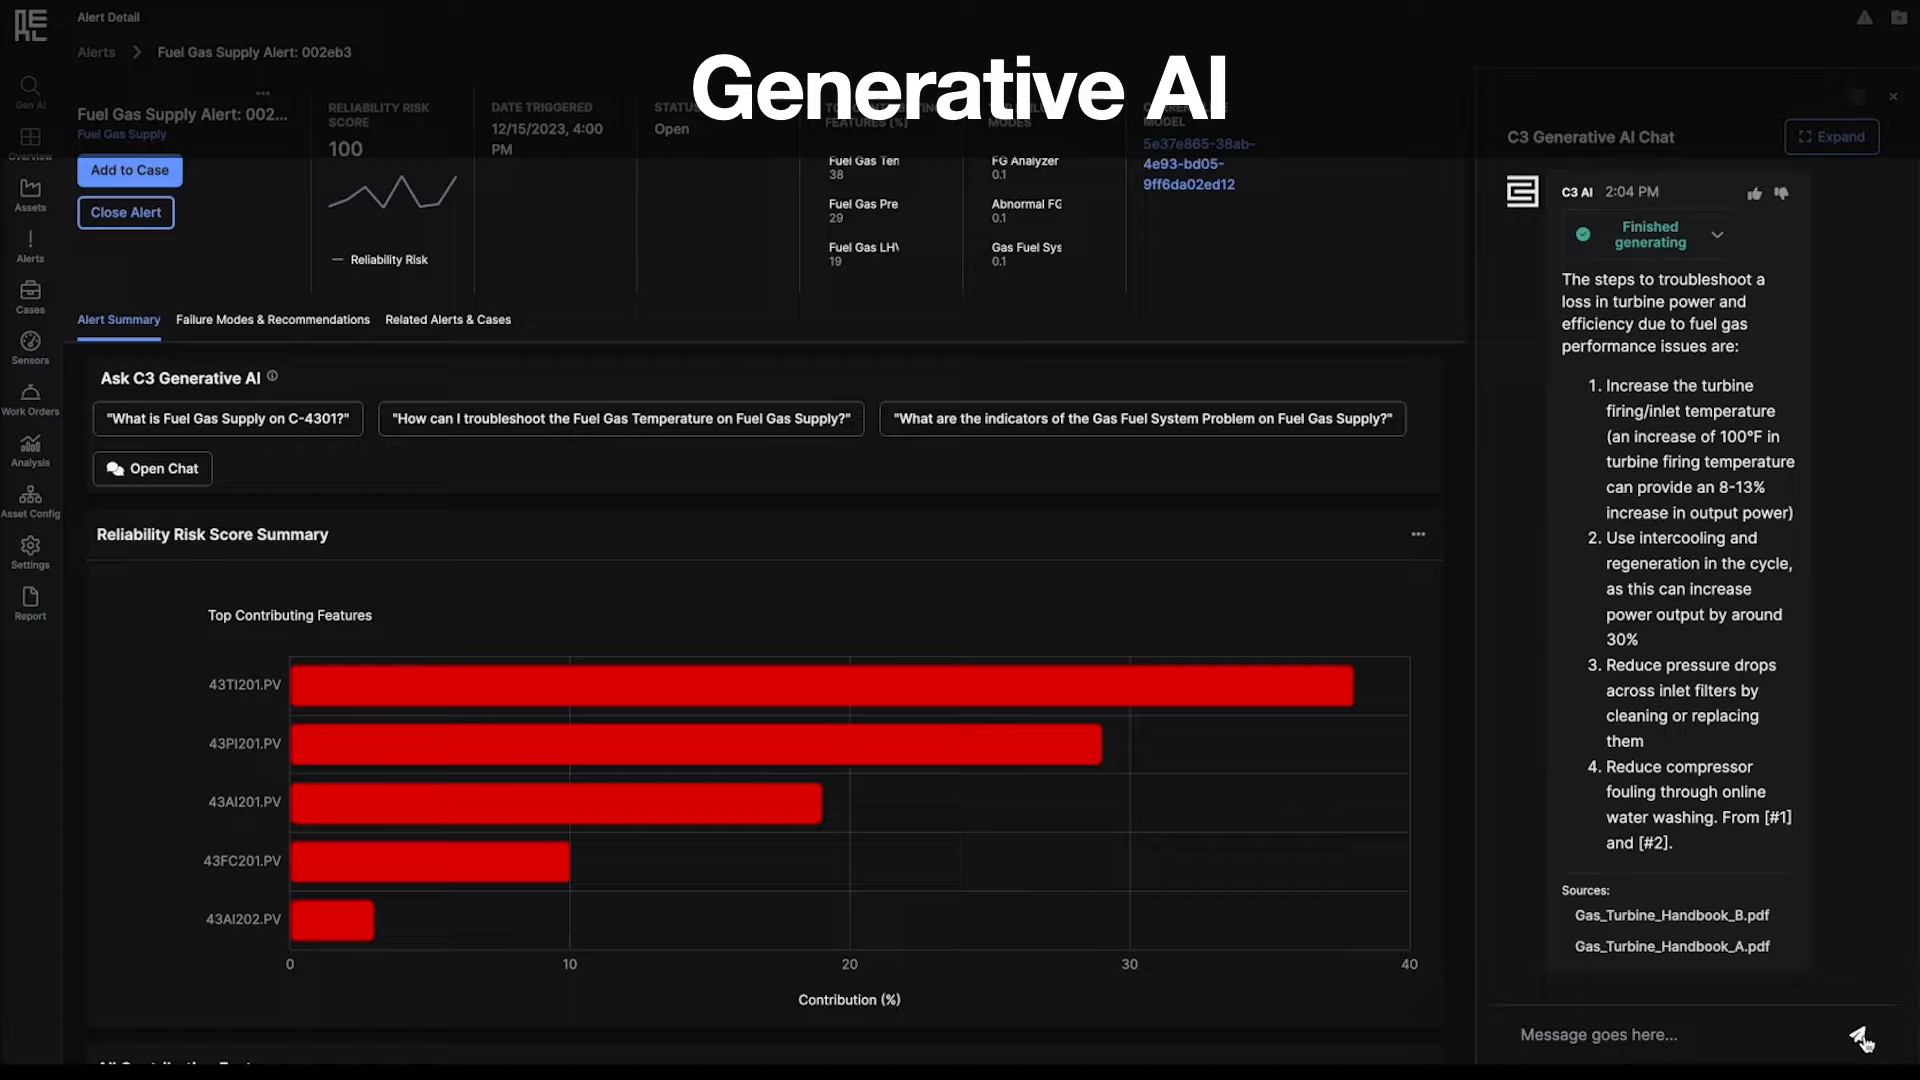 Generative AI
Alert Detail
Alerts
Fuel Gas Supply Alert: 002eb3
Gen AI
Overview
Assets
Alerts
Cases
Sensors
Work Orders
Analysis
Asset Config
Settings
Report
Fuel Gas Supply Alert: 002...
Fuel Gas Supply
Add to Case
Close Alert
RELIABILITY RISK
SCORE
100
Reliability Risk
DATE TRIGGERED
12/15/2023, 4:00
PM
STATUS
Open
FEATURES [%]
Fuel Gas Ten
38
Fuel Gas Pre
29
Fuel Gas LHV
19
MODES
FG Analyzer
0.1
Abnormal FG
0.1
Gas Fuel Sys
0.1
MODEL
5e37e865-38ab-
4e93-bd05-
9ff6da02ed12
Alert Summary
Failure Modes & Recommendations
Related Alerts & Cases
Ask C3 Generative AI
"What is Fuel Gas Supply on C-4301?"
"How can I troubleshoot the Fuel Gas Temperature on Fuel Gas Supply?"
"What are the indicators of the Gas Fuel System Problem on Fuel Gas Supply?"
Open Chat
Reliability Risk Score Summary
Top Contributing Features
43TI201.PV
43PI201.PV
43AI201.PV
43FC201.PV
43AI202.PV
0
10
20
30
40
Contribution (%)
C3 Generative AI Chat
Expand
C3 AI 2:04 PM
Finished
generating
The steps to troubleshoot a
loss in turbine power and
efficiency due to fuel gas
performance issues are:
1. Increase the turbine
firing/inlet temperature
(an increase of 100°F in
turbine firing temperature
can provide an 8-13%
increase in output power)
2. Use intercooling and
regeneration in the cycle,
as this can increase
power output by around
30%
3. Reduce pressure drops
across inlet filters by
cleaning or replacing
them
4. Reduce compressor
fouling through online
water washing. From [#1]
and [#2].
Sources:
Gas_Turbine_Handbook_B.pdf
Gas_Turbine_Handbook_A.pdf
Message goes here...